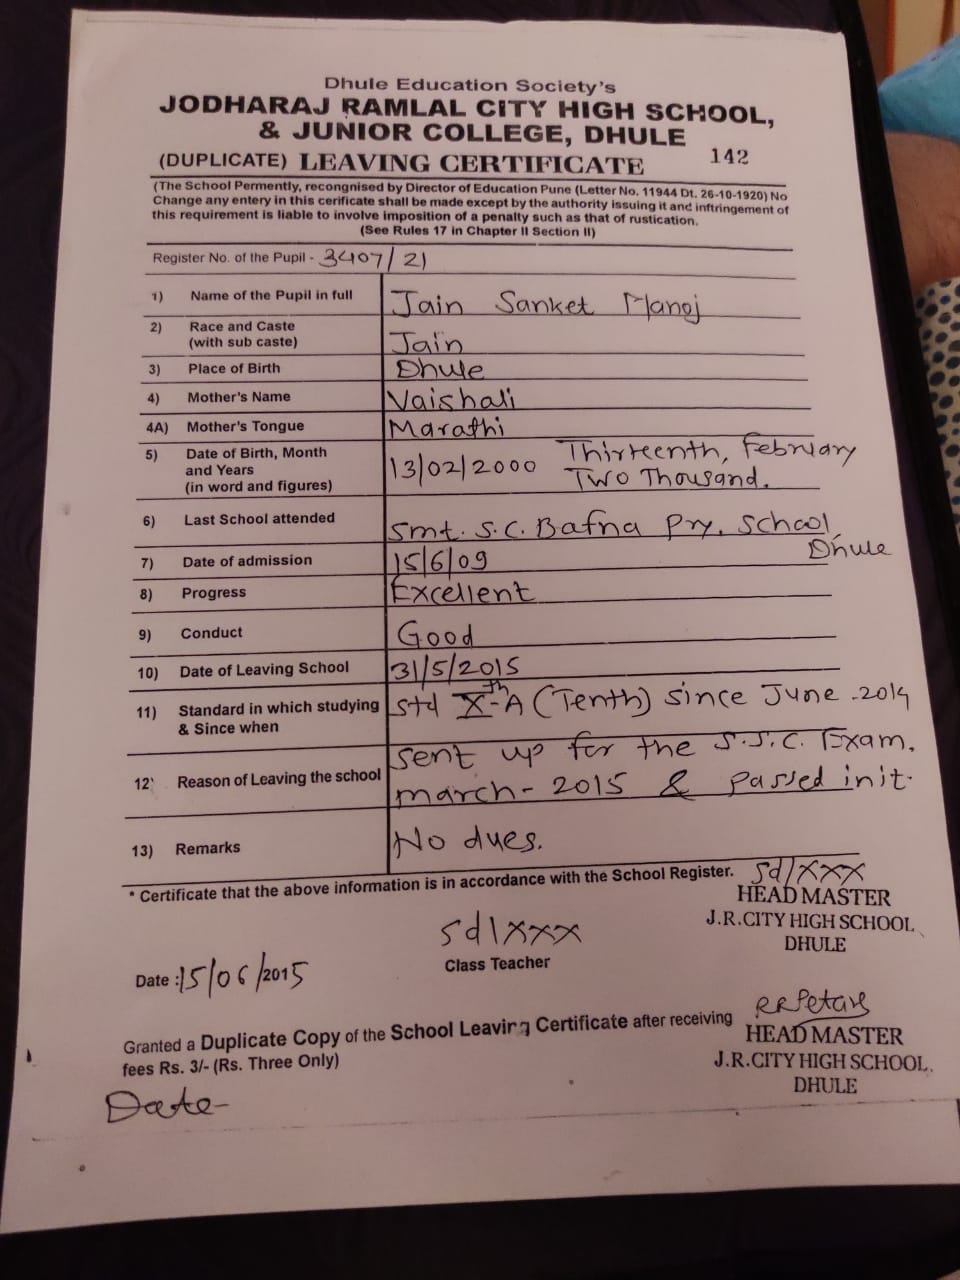 Dhule Education Society's
JODHARAJ RAMLAL CITY HIGH SCHOOL,
& JUNIOR COLLEGE, DHULE
(DUPLICATE) LEAVING CERTIFICATE 142
(The School Permently, recongnised by Director of Education Pune (Letter No. 11944 Dt. 26-10-1920) No
Change any entery in this cerificate shall be made except by the authority issuing it and inftringement of
this requirement is liable to involve imposition of a penalty such as that of rustication.
(See Rules 17 in Chapter II Section II)
Register No. of the Pupil - 3407/21
1) Name of the Pupil in full Jain Sanket Manoj
2) Race and Caste
(with sub caste) Jain
3) Place of Birth Dhule
4) Mother's Name Vaishali
4A) Mother's Tongue Marathi
5) Date of Birth, Month
and Years
(in word and figures) 13/02/2000 Thirteenth, February
Two Thousand.
6) Last School attended Smt. S.C. Bafna Pry. School,
Dhule
7) Date of admission 15/6/09
8) Progress Excellent
9) Conduct Good
10) Date of Leaving School 31/5/2015
11) Standard in which studying
& Since when Std X-A th (Tenth) since June-2014
12) Reason of Leaving the school sent up for the S.S.C. Exam.
march-2015 & passed init.
13) Remarks No dues.
* Certificate that the above information is in accordance with the School Register. sd/xxx
HEAD MASTER
J.R.CITY HIGH SCHOOL
DHULE
sd/xxx
Class Teacher
Date : 15/06/2015
Granted a Duplicate Copy of the School Leaving Certificate after receiving
fees Rs. 3/- (Rs. Three Only)
HEAD MASTER
J.R.CITY HIGH SCHOOL.
DHULE
Date-